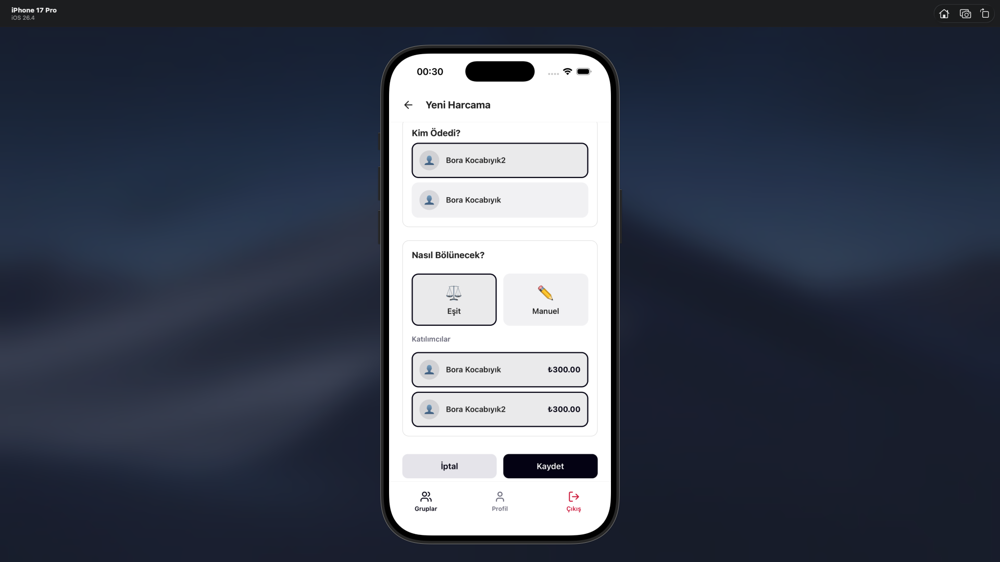 iPhone 17 Pro
iOS 26.4
00:30
Yeni Harcama
Kim Ödedi?
Bora Kocabıyık2
Bora Kocabıyık
Nasıl Bölünecek?
Eşit
Manuel
Katılımcılar
Bora Kocabıyık
₺300.00
Bora Kocabıyık2
₺300.00
İptal
Kaydet
Gruplar
Profil
Çıkış